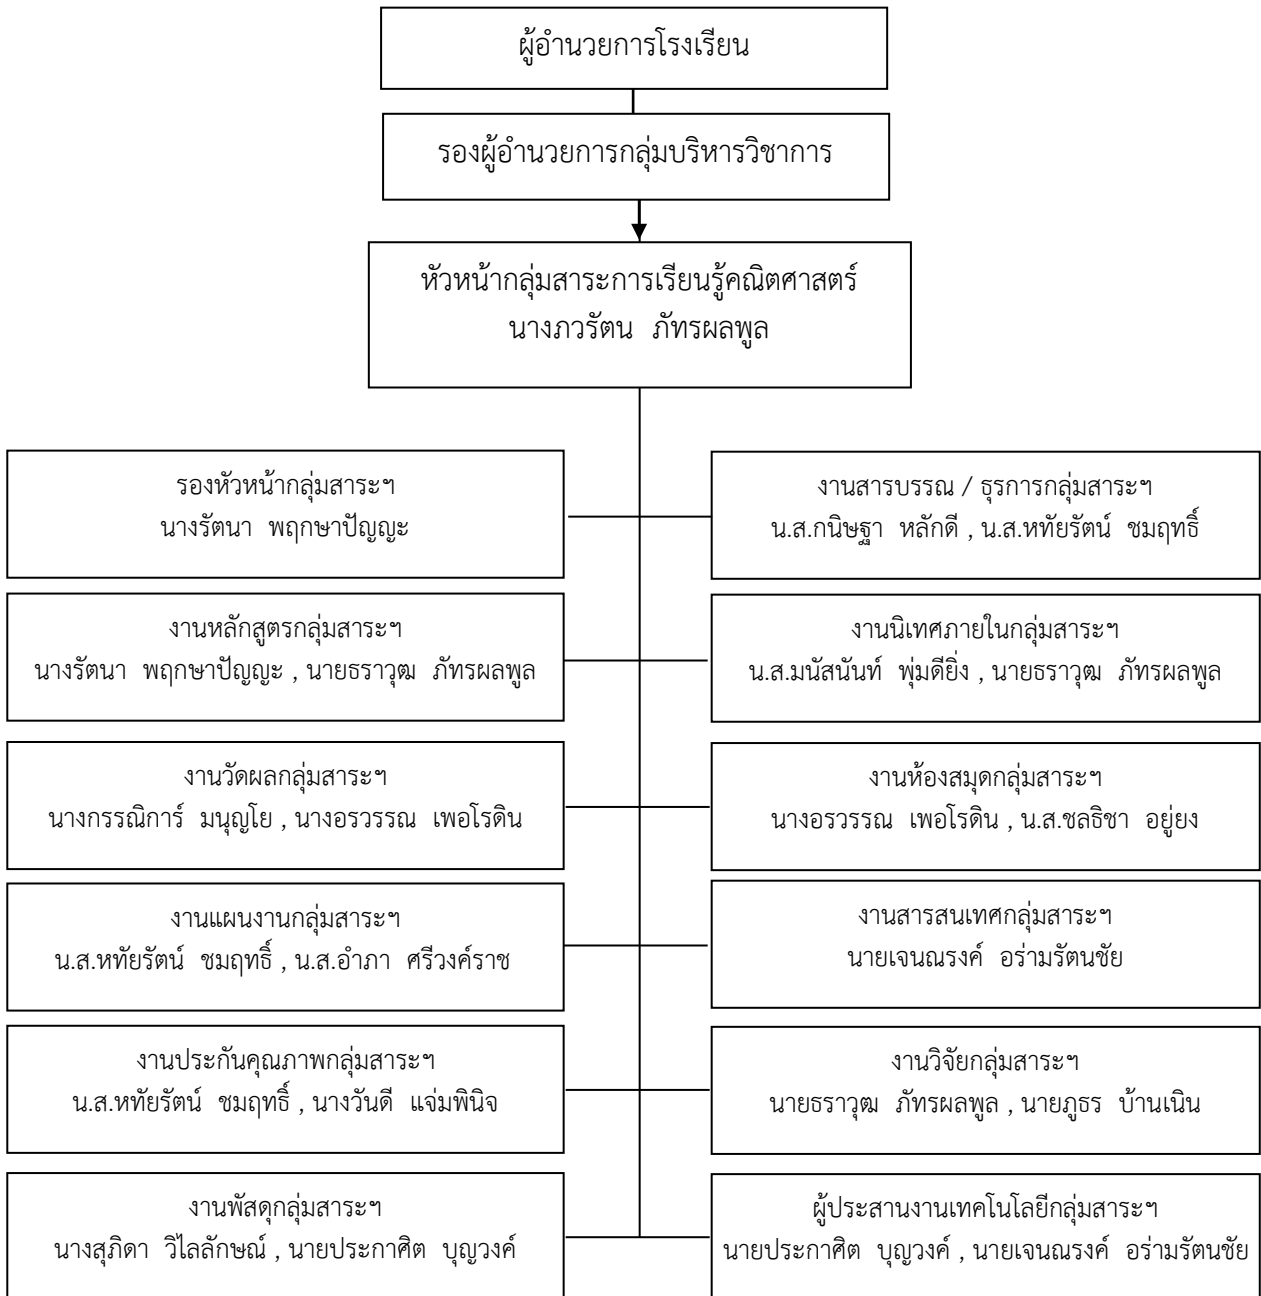 ผู้อำนวยการโรงเรียน
รองผู้อำนวยการกลุ่มบริหารวิชาการ
หัวหน้ากลุ่มสาระการเรียนรู้คณิตศาสตร์
นางภวรัตน ภัทรผลพูล
รองหัวหน้ากลุ่มสาระฯ
นางรัตนา พฤกษาปัญญะ
งานสารบรรณ / ธุรการกลุ่มสาระฯ
น.ส.กนิษฐา หลักดี , น.ส.หทัยรัตน์ ชมฤทธิ์
งานหลักสูตรกลุ่มสาระฯ
นางรัตนา พฤกษาปัญญะ , นายธราวุฒ ภัทรผลพูล
งานนิเทศภายในกลุ่มสาระฯ
น.ส.มนัสนันท์ พุ่มดียิ่ง , นายธราวุฒ ภัทรผลพูล
งานวัดผลกลุ่มสาระฯ
นางกรรณิการ์ มนุญโย , นางอรวรรณ เพอโรดิน
งานห้องสมุดกลุ่มสาระฯ
นางอรวรรณ เพอโรดิน , น.ส.ชลธิชา อยู่ยง
งานแผนงานกลุ่มสาระฯ
น.ส.หทัยรัตน์ ชมฤทธิ์ , น.ส.อำภา ศรีวงค์ราช
งานสารสนเทศกลุ่มสาระฯ
นายเจนณรงค์ อร่ามรัตนชัย
งานประกันคุณภาพกลุ่มสาระฯ
น.ส.หทัยรัตน์ ชมฤทธิ์ , นางวันดี แจ่มพินิจ
งานวิจัยกลุ่มสาระฯ
นายธราวุฒ ภัทรผลพูล , นายภูธร บ้านเนิน
งานพัสดุกลุ่มสาระฯ
นางสุภิดา วิไลลักษณ์ , นายประกาศิต บุญวงค์
ผู้ประสานงานเทคโนโลยีกลุ่มสาระฯ
นายประกาศิต บุญวงค์ , นายเจนณรงค์ อร่ามรัตนชัย